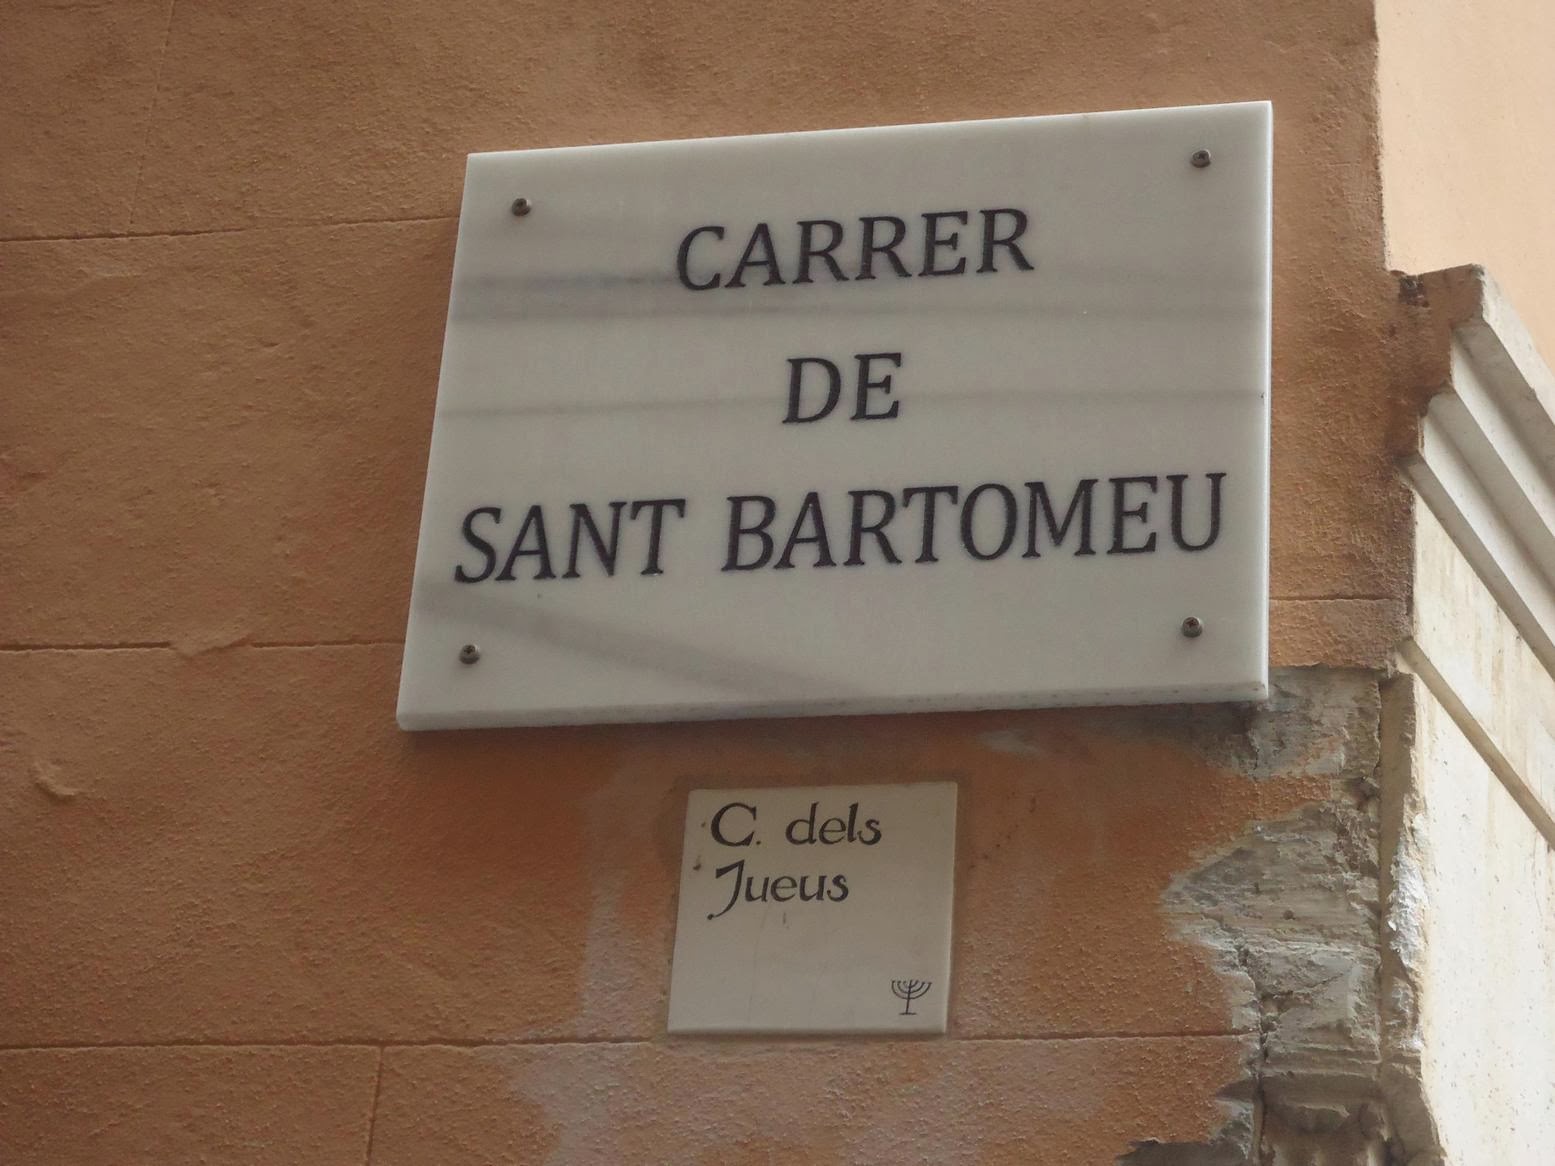 CARRER
DE
SANT BARTOMEU
C. dels
Jueus